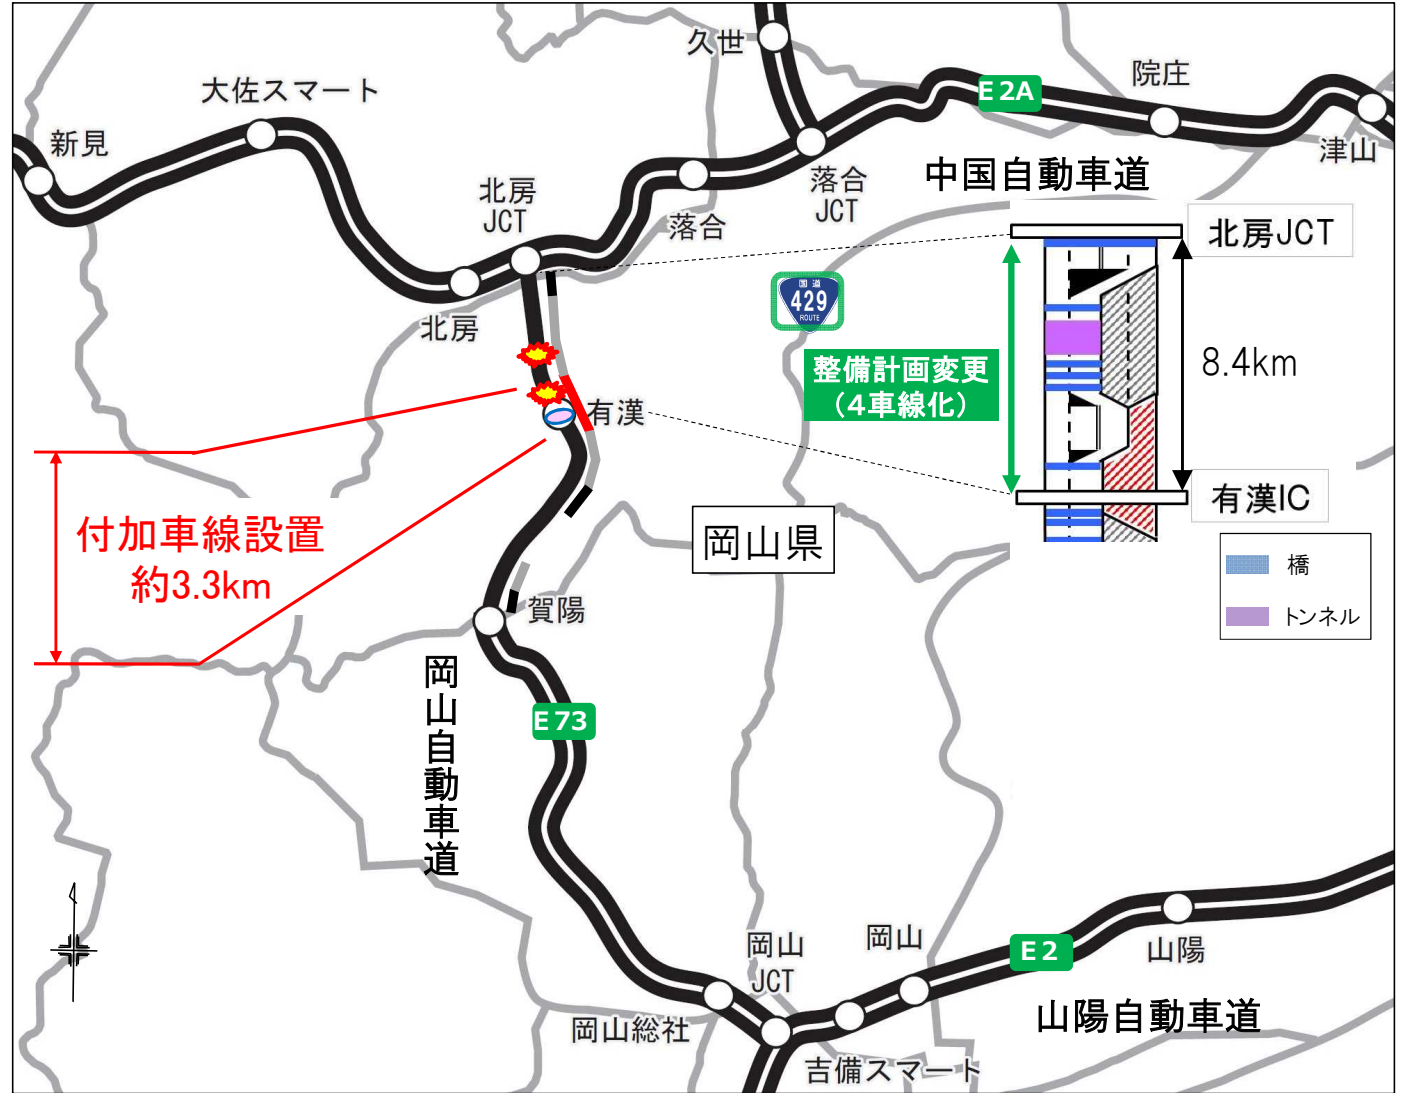 久世
大佐スマート
E2A
院庄
新見
津山
北房
JCT
落合
落合
JCT
中国自動車道
北房JCT
国道
429
ROUTE
北房
整備計画変更
（4車線化）
8.4km
有漢
有漢IC
付加車線設置
約3.3km
岡山県
橋
トンネル
賀陽
岡山自動車道
E73
岡山
JCT
岡山
E2
山陽
山陽自動車道
岡山総社
吉備スマート